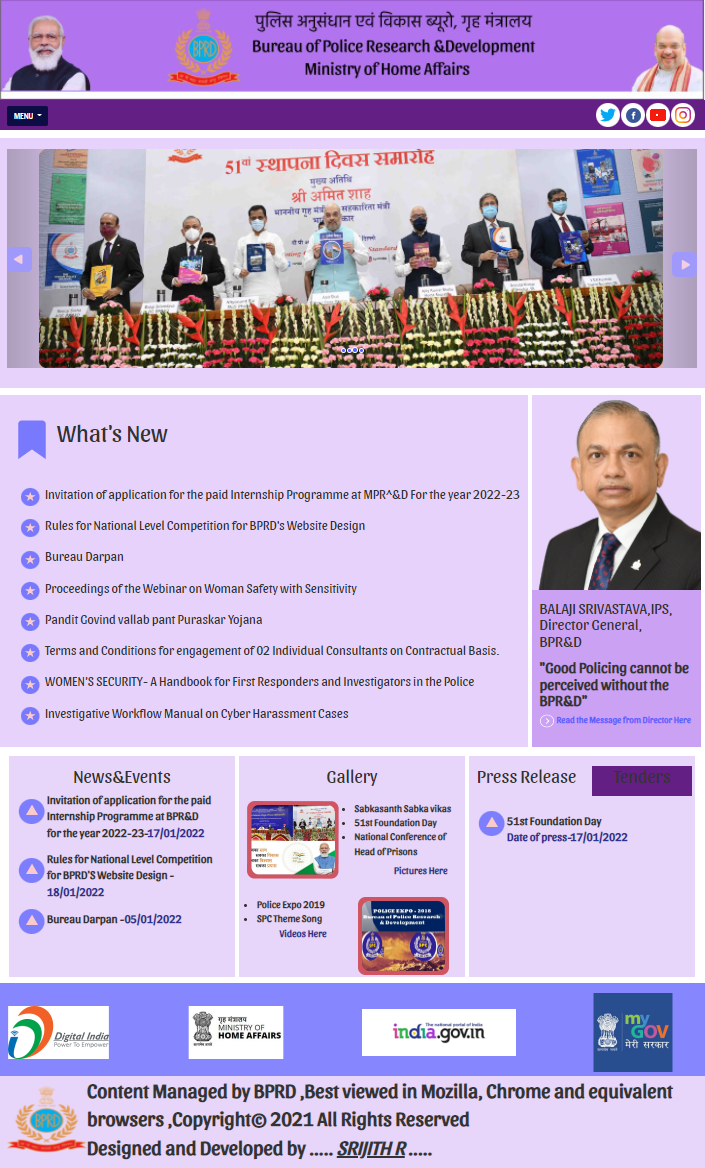 पुलिस अनुसंधान एवं विकास ब्यूरो, गृह मंत्रालय
Bureau of Police Research &Development
Ministry of Home Affairs
BPRD
MENU
51वां स्थापना दिवस समारोह
मुख्य अतिथि
श्री अमित शाह
What's New
Invitation of application for the paid Internship Programme at MPR^&D For the year 2022-23
Rules for National Level Competition for BPRD's Website Design
Bureau Darpan
Proceedings of the Webinar on Woman Safety with Sensitivity
Pandit Govind vallab pant Puraskar Yojana
Terms and Conditions for engagement of 02 Individual Consultants on Contractual Basis.
WOMEN'S SECURITY- A Handbook for First Responders and Investigators in the Police
Investigative Workflow Manual on Cyber Harassment Cases
BALAJI SRIVASTAVA,IPS,
Director General,
BPR&D
"Good Policing cannot be
perceived without the
BPR&D"
Read the Message from Director Here
News&Events
Invitation of application for the paid
Internship Programme at BPR&D
for the year 2022-23-17/01/2022
Rules for National Level Competition
for BPRD'S Website Design -
18/01/2022
Bureau Darpan -05/01/2022
Gallery
Sabkasanth Sabka vikas
51st Foundation Day
National Conference of
Head of Prisons
Pictures Here
Police Expo 2019
SPC Theme Song
Videos Here
POLICE EXPO - 2018
Bureau of Police Research
& Development
Press Release
Tenders
51st Foundation Day
Date of press-17/01/2022
Digital India
Power To Empower
गृह मंत्रालय
MINISTRY OF
HOME AFFAIRS
The national portal of India
india.gov.in
my
GOV
मेरी सरकार
BPRD
Content Managed by BPRD ,Best viewed in Mozilla, Chrome and equivalent
browsers ,Copyright© 2021 All Rights Reserved
Designed and Developed by ..... SRIJITH R .....